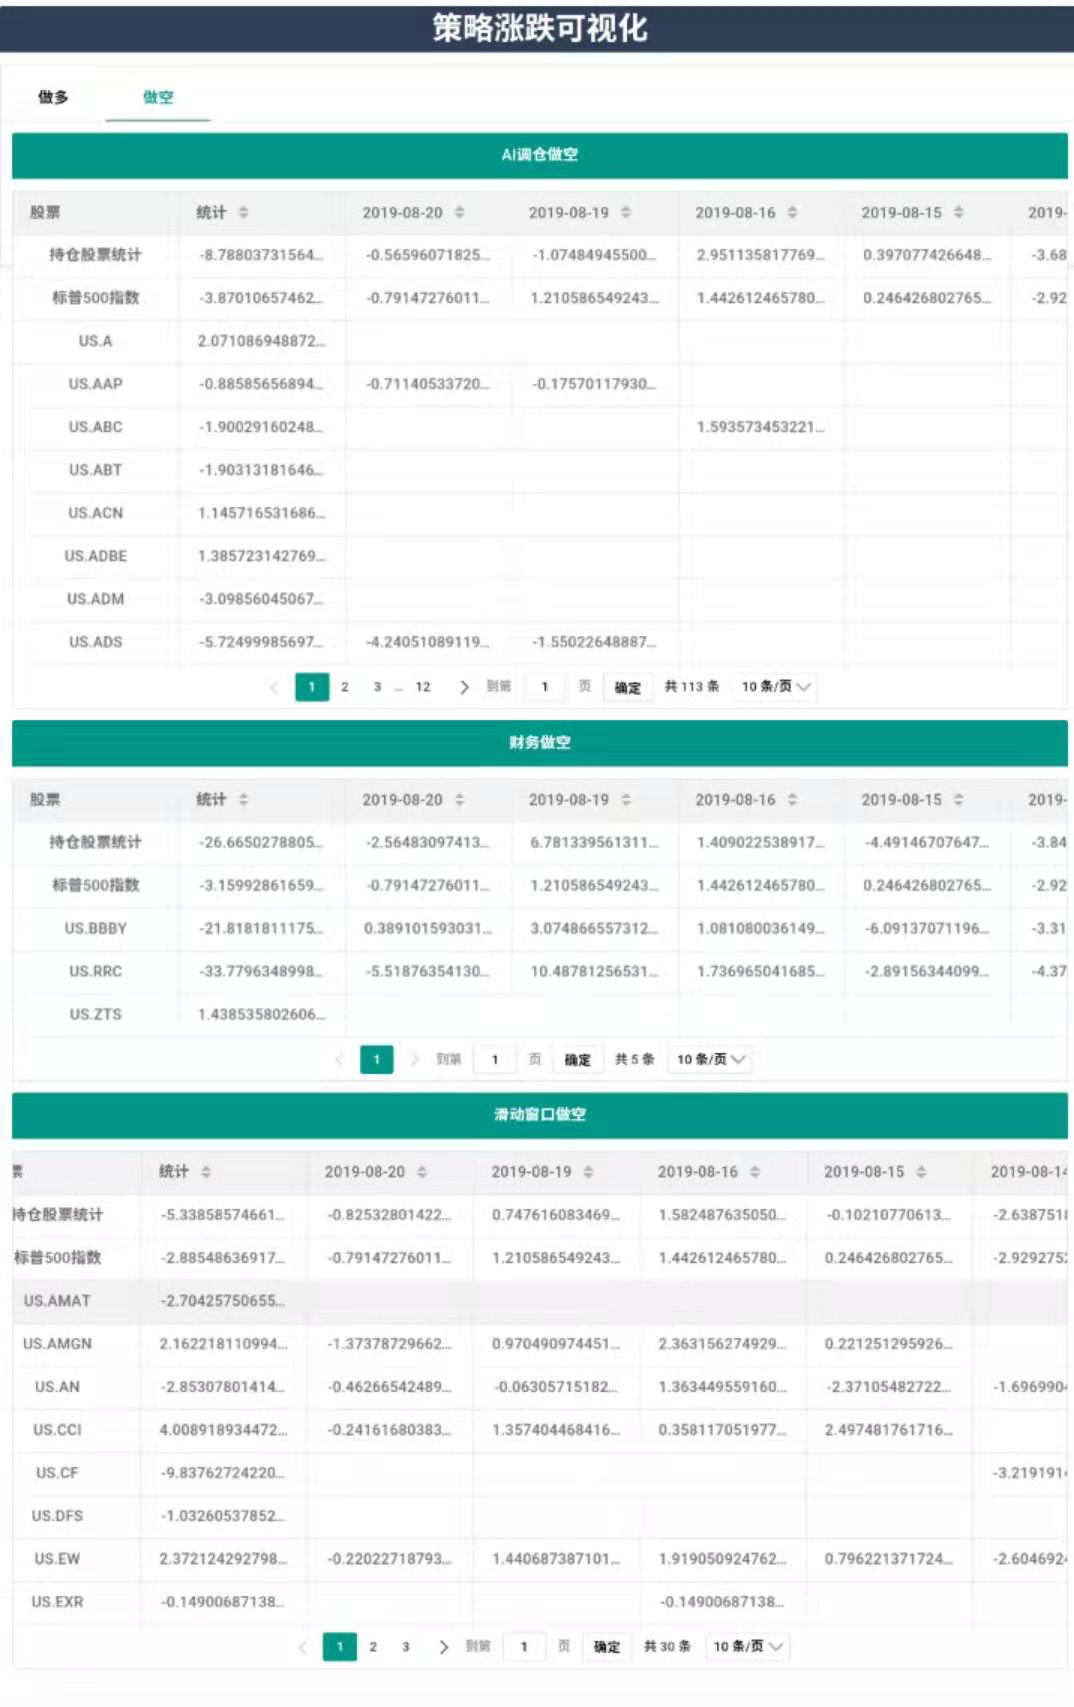 策略涨跌可视化
做多 做空
AI调仓做空
股票 统计 2019-08-20 2019-08-19 2019-08-16 2019-08-15 2019-
持仓股票统计 -8.78803731564... -0.56596071825... -1.07484945500... 2.951135817769... 0.397077426648... -3.68
标普500指数 -3.87010657462... -0.79147276011... 1.210586549243... 1.442612465780... 0.246426802765... -2.92
US.A 2.071086948872...
US.AAP -0.88585656894... -0.71140533720... -0.17570117930...
US.ABC -1.90029160248... 1.593573453221...
US.ABT -1.90313181646...
US.ACN 1.145716531686...
US.ADBE 1.385723142769...
US.ADM -3.09856045067...
US.ADS -5.72499985697... -4.24051089119... -1.55022648887...
1 2 3 ... 12 到第 1 页 确定 共 113 条 10 条/页
财务做空
股票 统计 2019-08-20 2019-08-19 2019-08-16 2019-08-15 2019-
持仓股票统计 -26.6650278805... -2.56483097413... 6.781339561311... 1.409022538917... -4.49146707647... -3.84
标普500指数 -3.15992861659... -0.79147276011... 1.210586549243... 1.442612465780... 0.246426802765... -2.92
US.BBBY -21.8181811175... 0.389101593031... 3.074866557312... 1.081080036149... -6.09137071196... -3.31
US.RRC -33.7796348998... -5.51876354130... 10.48781256531... 1.736965041685... -2.89156344099... -4.37
US.ZTS 1.438535802606...
1 到第 1 页 确定 共 5 条 10 条/页
滑动窗口做空
票 统计 2019-08-20 2019-08-19 2019-08-16 2019-08-15 2019-08-14
持仓股票统计 -5.33858574661... -0.82532801422... 0.747616083469... 1.582487635050... -0.10210770613... -2.638751
标普500指数 -2.88548636917... -0.79147276011... 1.210586549243... 1.442612465780... 0.246426802765... -2.929275
US.AMAT -2.70425750655...
US.AMGN 2.162218110994... -1.37378729662... 0.970490974451... 2.363156274929... 0.221251295926...
US.AN -2.85307801414... -0.46266542489... -0.06305715182... 1.363449559160... -2.37105482722... -1.696990
US.CCI 4.008918934472... -0.24161680383... 1.357404468416... 0.358117051977... 2.497481761716...
US.CF -9.83762724220... -3.219191
US.DFS -1.03260537852...
US.EW 2.372124292798... -0.22022718793... 1.440687387101... 1.919050924762... 0.796221371724... -2.604692
US.EXR -0.14900687138... -0.14900687138...
1 2 3 到第 1 页 确定 共 30 条 10 条/页